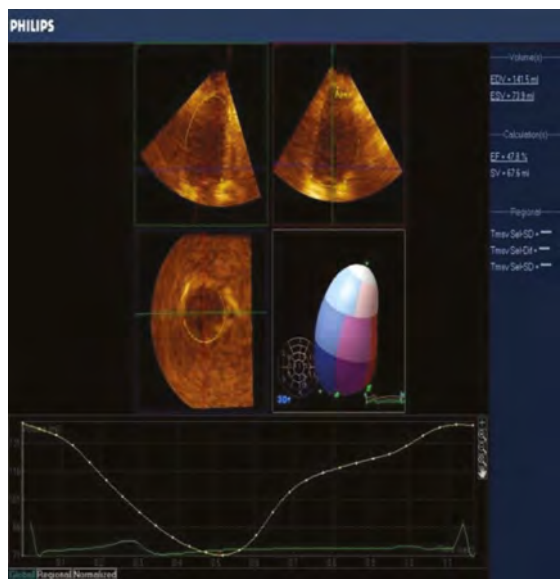 PHILIPS
Volume(s)
EDV = 141.5 ml
ESV = 73.9 ml
Calculation(s)
EF = 47.8 %
SV = 67.6 ml
Regional
Tmsv Sel-SD =
Tmsv Sel-Dif =
Tmsv Sel-SD =
Global Regional Normalized